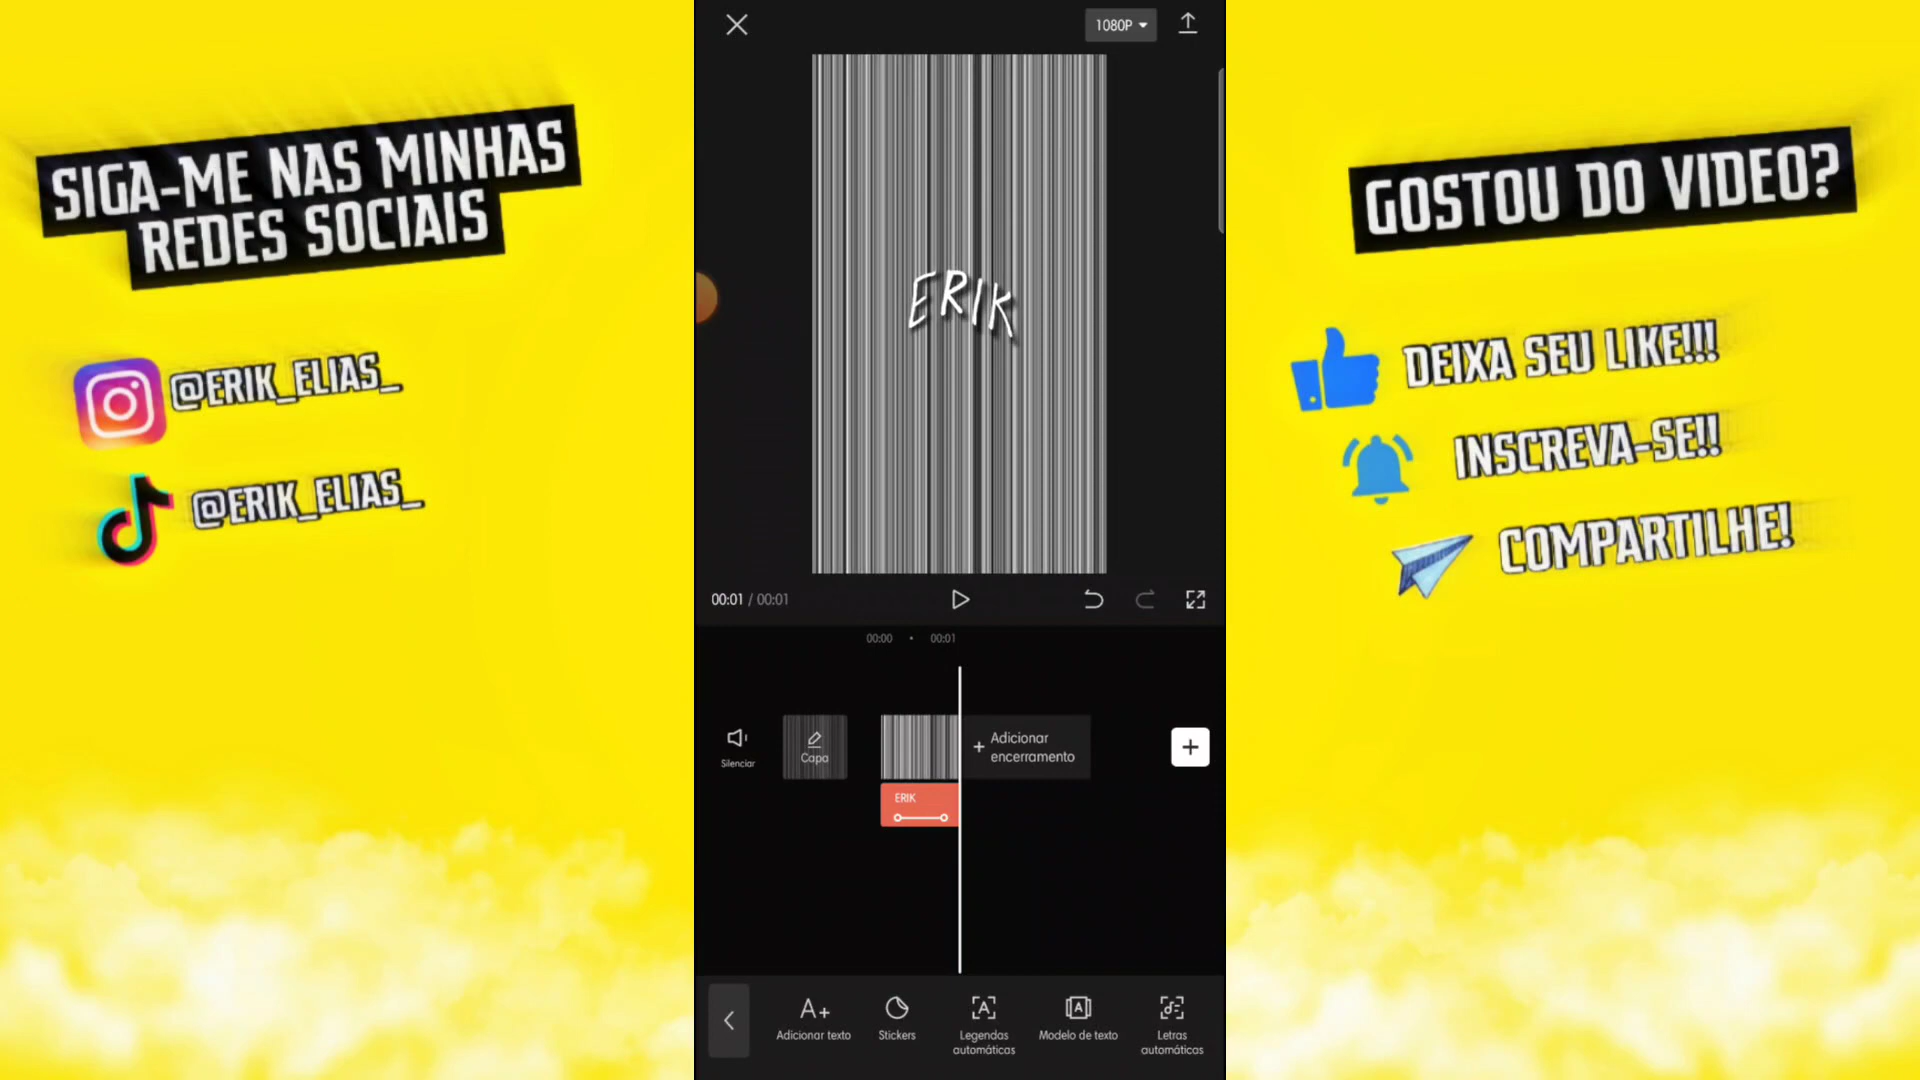 SIGA-ME NAS MINHAS
REDES SOCIAIS
@ERIK_ELIAS_
@ERIK_ELIAS_
1080P
ERIK
00:01 / 00:01
00:00
00:01
Silenciar
Capa
+ Adicionar
encerramento
+
ERIK
Adicionar texto
Stickers
Legendas
automáticas
Modelo de texto
Letras
automáticas
GOSTOU DO VIDEO?
DEIXA SEU LIKE!!!
INSCREVA-SE!!
COMPARTILHE!